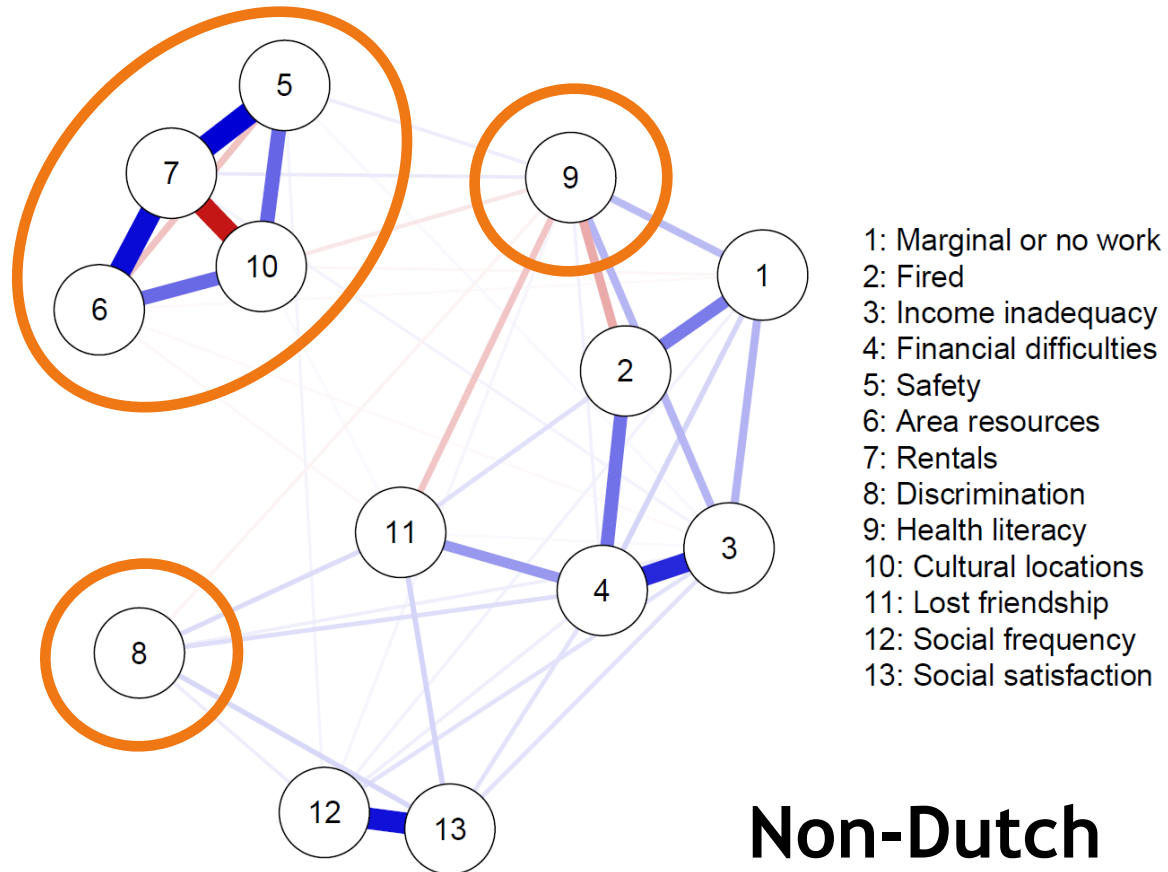 5
7
9
10
1
6
2
11
3
4
8
12
13
1: Marginal or no work
2: Fired
3: Income inadequacy
4: Financial difficulties
5: Safety
6: Area resources
7: Rentals
8: Discrimination
9: Health literacy
10: Cultural locations
11: Lost friendship
12: Social frequency
13: Social satisfaction
Non-Dutch